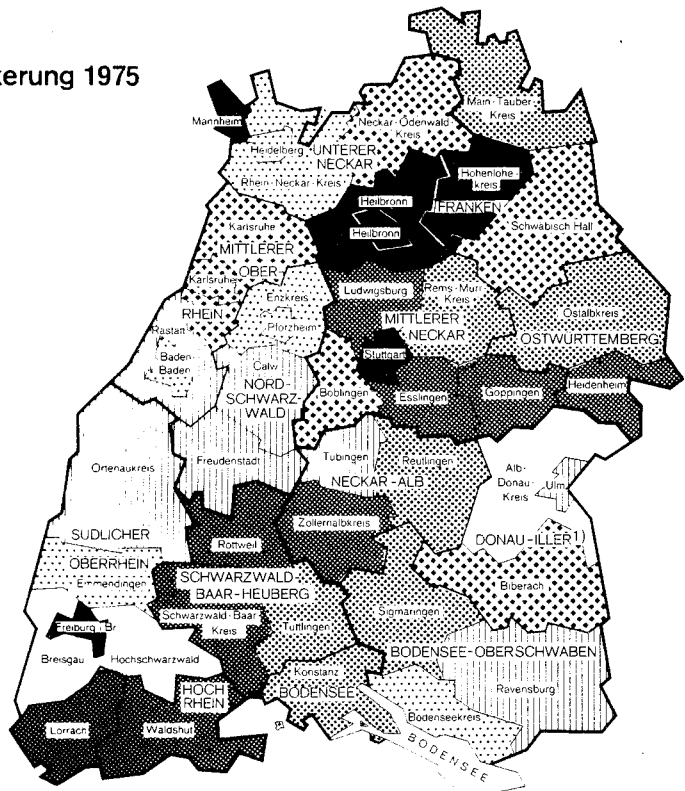 kerung 1975
Main-Tauber-
Kreis
Mannheim
Neckar-Odenwald
Kreis
Heidelberg
UNTERER
NECKAR
Rhein-Neckar-Kreis
Hohenlohe-
kreis
Heilbronn
FRANKEN
Heilbronn
Schwäbisch Hall
Karlsruhe
MITTLERER
OBER
Karlsruhe
RHEIN
Enzkreis
Pforzheim
Ludwigsburg
Rems-Murr
Kreis
MITTLERER
NECKAR
Ostalbkreis
OSTWÜRTTEMBERG
Rastatt
Baden-
Baden
Stuttgart
Calw
NORD-
SCHWARZ-
WALD
Böblingen
Esslingen
Göppingen
Heidenheim
Ortenaukreis
Freudenstadt
Tübingen
Reutlingen
NECKAR-ALB
Alb-
Donau-
Kreis
Ulm
Zollernalbkreis
SÜDLICHER
OBERRHEIN
Emmendingen
Rottweil
DONAU-ILLER 1)
SCHWARZWALD-
BAAR-HEUBERG
Biberach
Schwarzwald-Baar-
Kreis
Tuttlingen
Sigmaringen
Freiburg i Br
Breisgau
Hochschwarzwald
BODENSEE-OBERSCHWABEN
Konstanz
BODENSEE
Ravensburg
HOCH
RHEIN
Bodenseekreis
Lörrach
Waldshut
BODENSEE